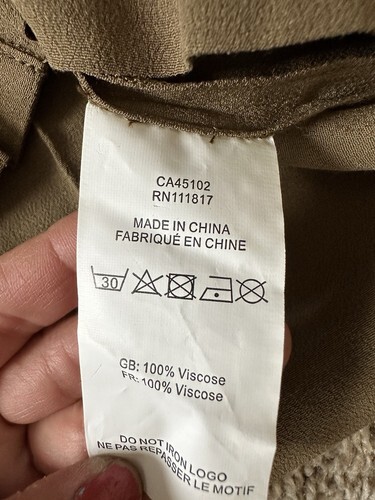 CA45102
RN111817
MADE IN CHINA
FABRIQUÉ EN CHINE
30
GB: 100% Viscose
FR: 100% Viscose
DO NOT IRON LOGO
NE PAS REPASSER LE MOTIF